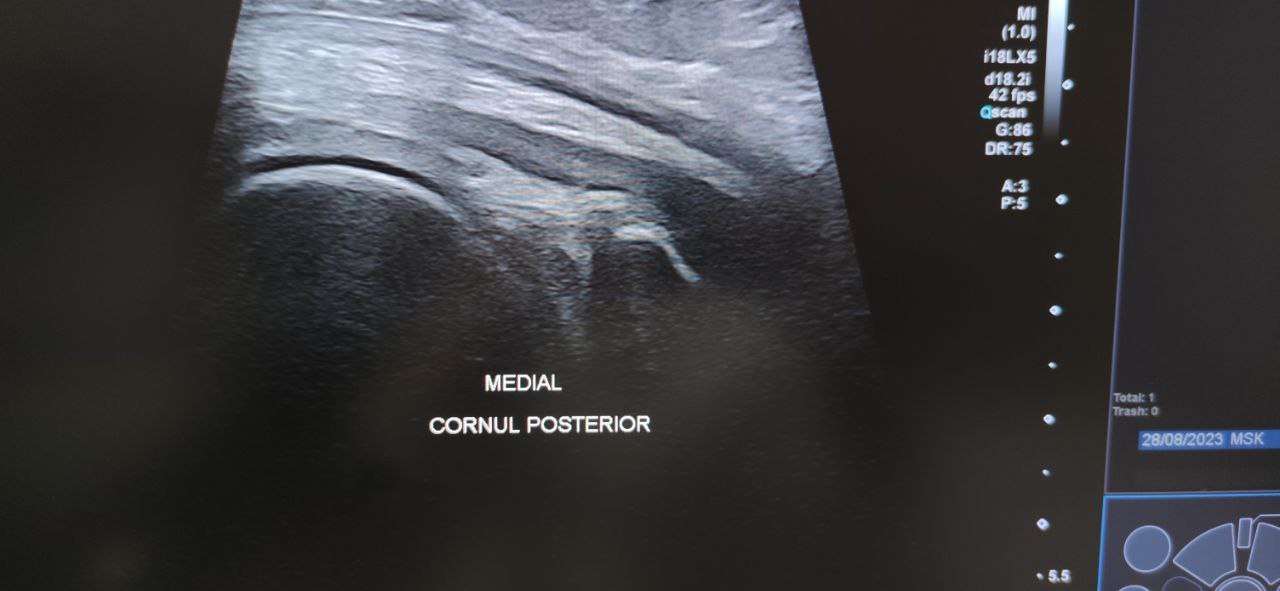 MI
(1.0)
i18LX5
d18.2i
42 fps
Qscan
G:86
DR:75
A:3
P:5
MEDIAL
CORNUL POSTERIOR
Total: 1
Trash: 0
28/08/2023 MSK
5.5